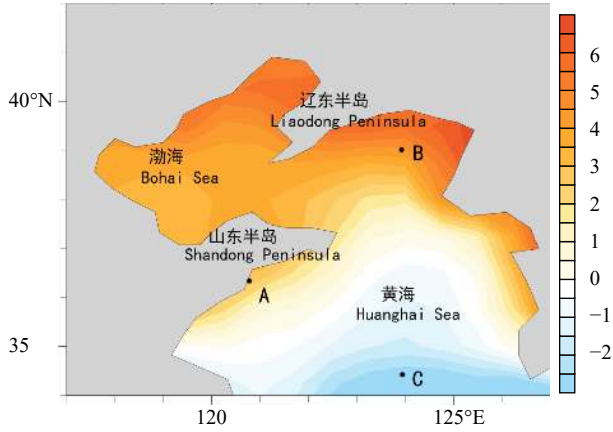 40°N
辽东半岛
Liaodong Peninsula
渤海
Bohai Sea
B
山东半岛
Shandong Peninsula
A
黄海
Huanghai Sea
35
C
120
125°E
6
5
4
3
2
1
0
−1
−2